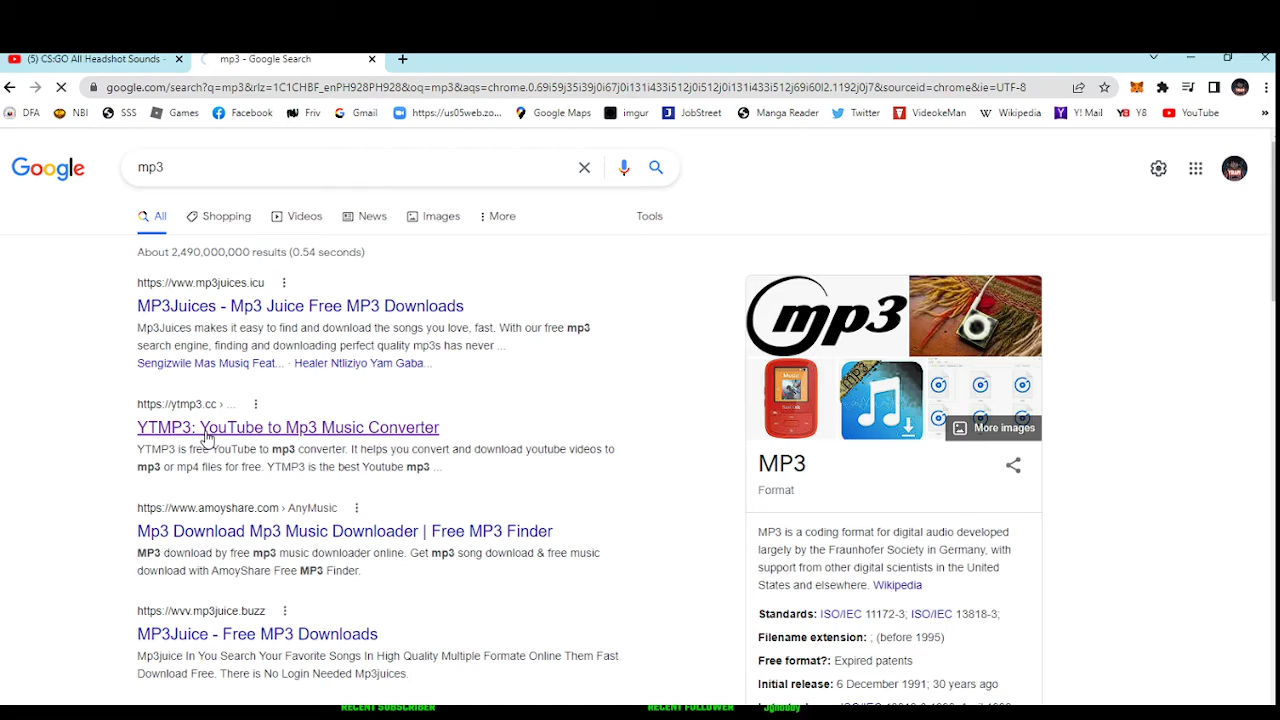 (5) CS:GO All Headshot Sounds -
mp3 - Google Search
google.com/search?q=mp3&rlz=1C1CHBF_enPH928PH928&oq=mp3&aqs=chrome.0.69i59j35i39j0i67j0i131i433i512j0i512j0i131i433i512j69i60l2.1192j0j7&sourceid=chrome&ie=UTF-8
DFA NBI SSS Games Facebook Friv Gmail https://us05web.zo... Google Maps imgur JobStreet Manga Reader Twitter VideokeMan Wikipedia Y! Mail Y8 YouTube »
Google
mp3
All Shopping Videos News Images More Tools
About 2,490,000,000 results (0.54 seconds)
https://vww.mp3juices.icu
MP3Juices - Mp3 Juice Free MP3 Downloads
Mp3Juices makes it easy to find and download the songs you love, fast. With our free mp3
search engine, finding and downloading perfect quality mp3s has never ...
Sengizwile Mas Musiq Feat... · Healer Ntliziyo Yam Gaba...
https://ytmp3.cc › ...
YTMP3: YouTube to Mp3 Music Converter
YTMP3 is free YouTube to mp3 converter. It helps you convert and download youtube videos to
mp3 or mp4 files for free. YTMP3 is the best Youtube mp3 ...
https://www.amoyshare.com › AnyMusic
Mp3 Download Mp3 Music Downloader | Free MP3 Finder
MP3 download by free mp3 music downloader online. Get mp3 song download & free music
download with AmoyShare Free MP3 Finder.
https://wvv.mp3juice.buzz
MP3Juice - Free MP3 Downloads
Mp3juice In You Search Your Favorite Songs In High Quality Multiple Formate Online Them Fast
Download Free. There is No Login Needed Mp3juices.
mp3
MP3
More images
MP3
Format
MP3 is a coding format for digital audio developed
largely by the Fraunhofer Society in Germany, with
support from other digital scientists in the United
States and elsewhere. Wikipedia
Standards: ISO/IEC 11172-3; ISO/IEC 13818-3;
Filename extension: ; (before 1995)
Free format?: Expired patents
Initial release: 6 December 1991; 30 years ago
RECENT SUBSCRIBER
RECENT FOLLOWER